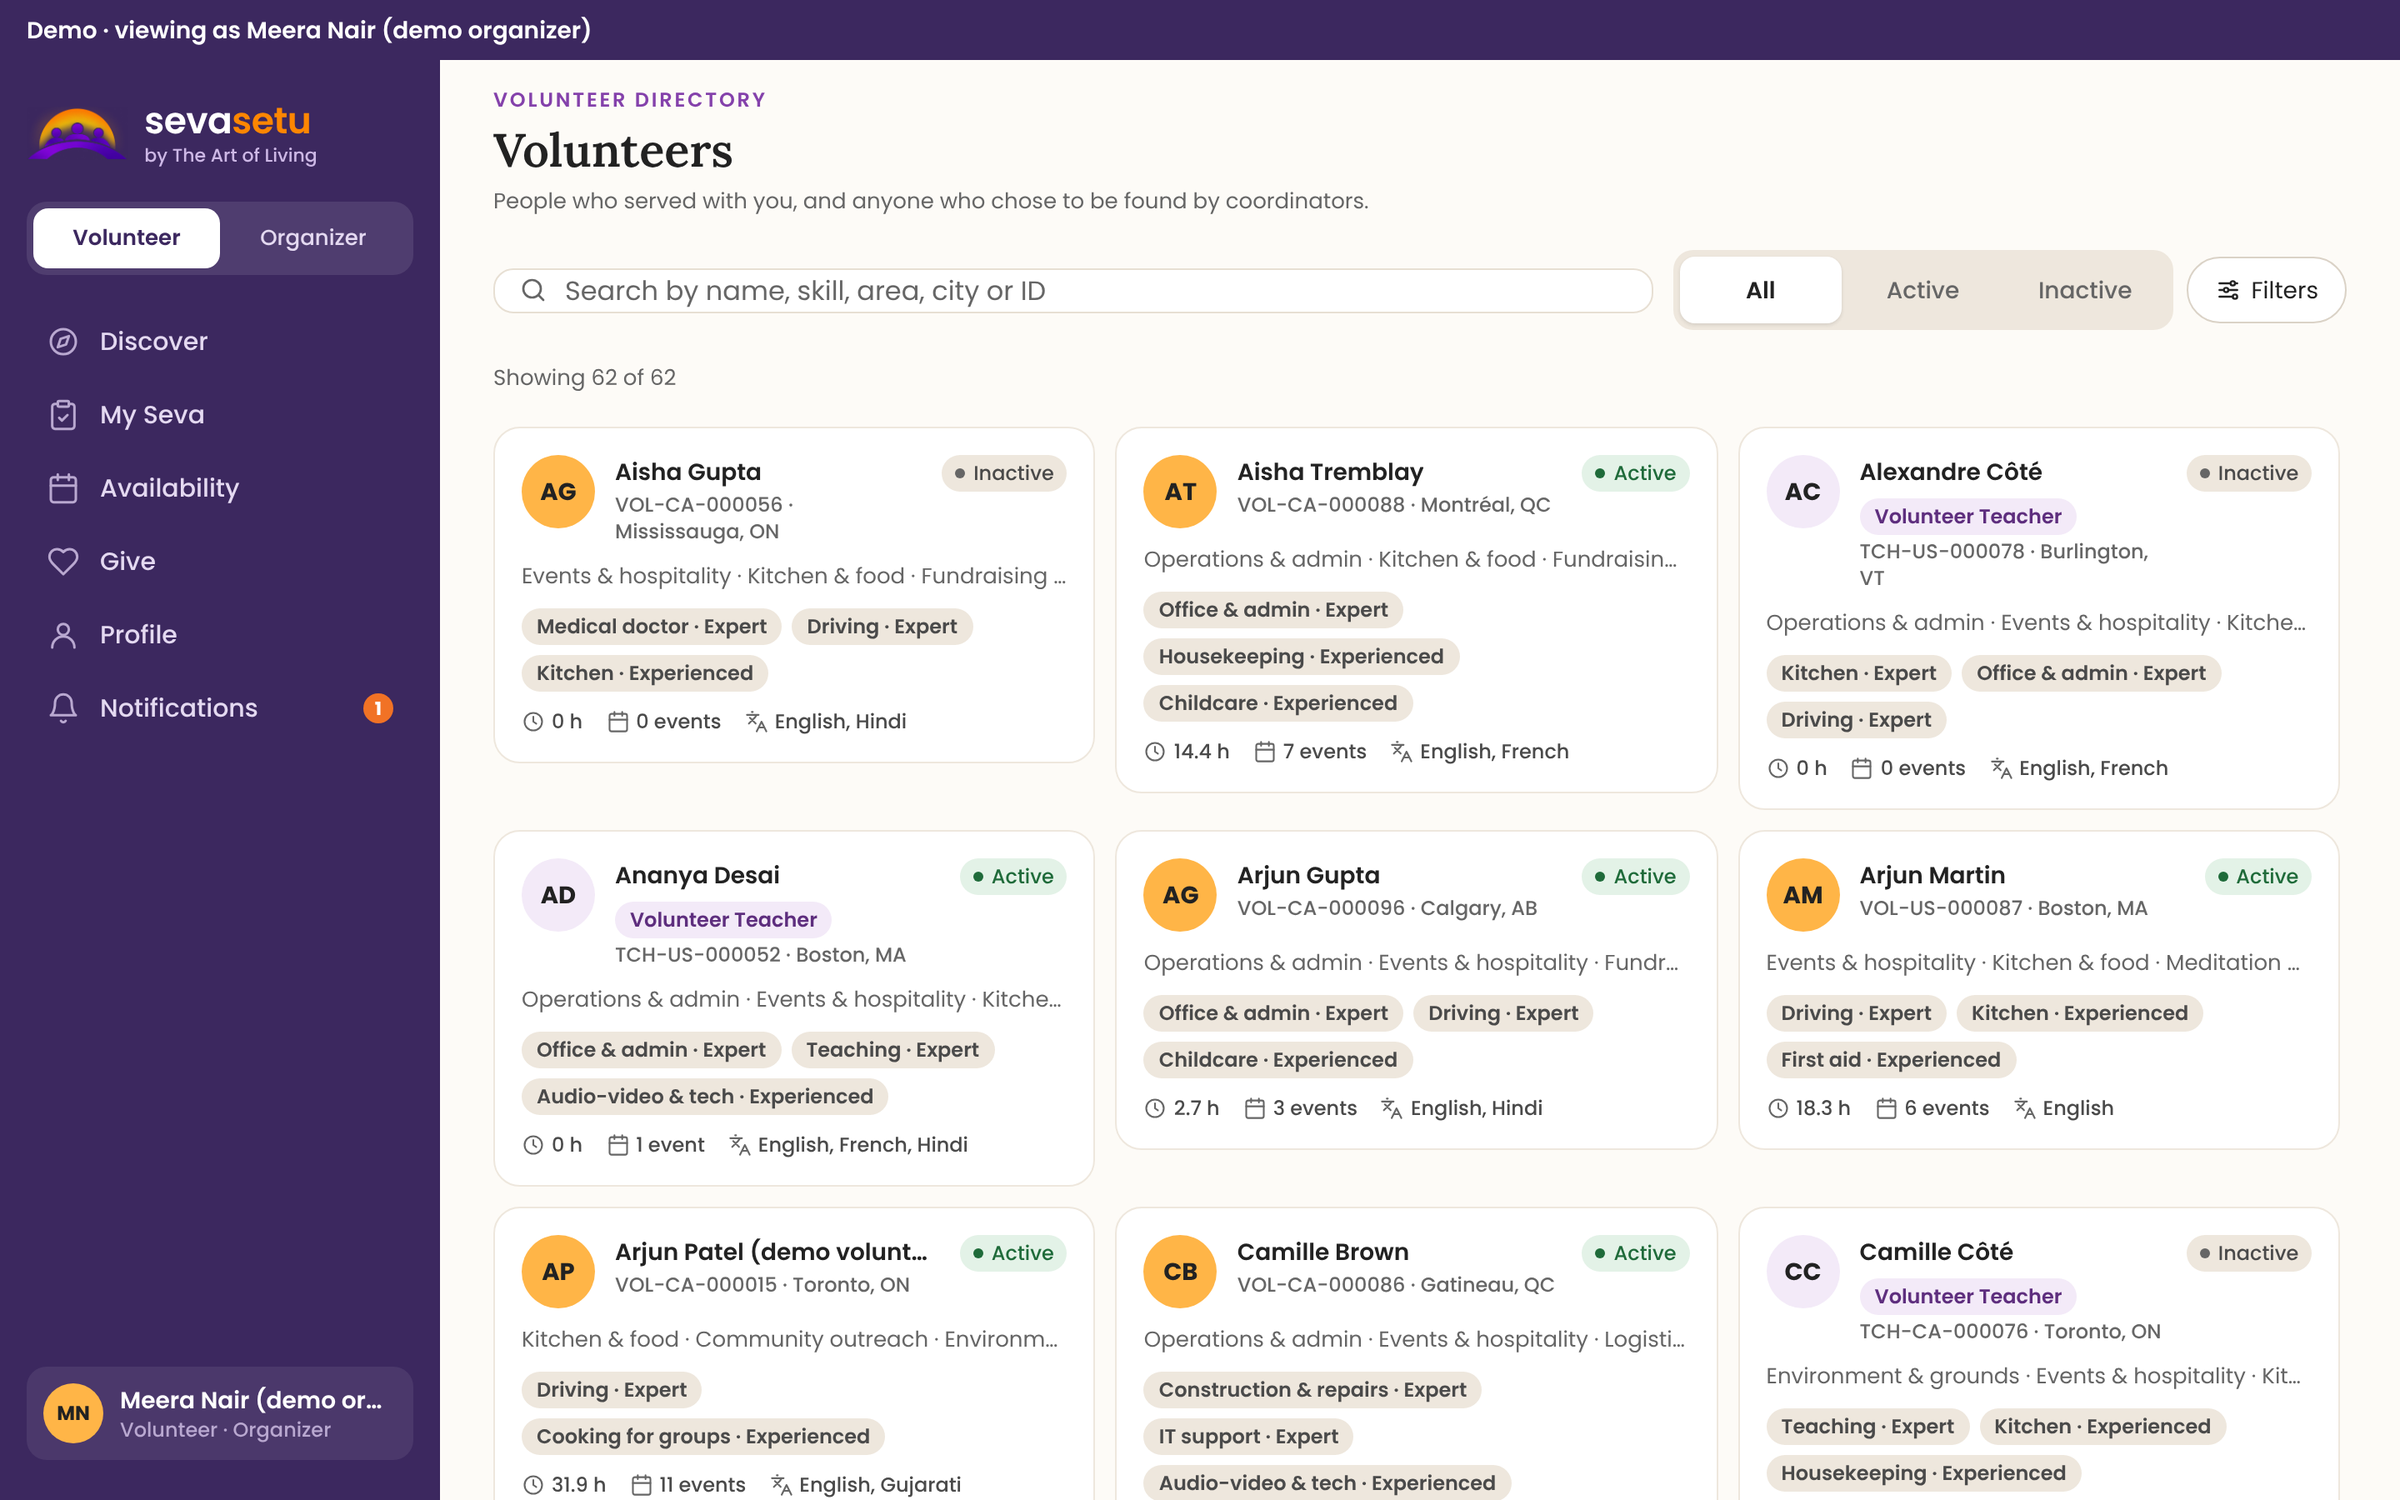 Demo · viewing as Meera Nair (demo organizer)
sevasetu
by The Art of Living
Volunteer
Organizer
Discover
My Seva
Availability
Give
Profile
Notifications
1
MN
Meera Nair (demo or...
Volunteer · Organizer
VOLUNTEER DIRECTORY
Volunteers
People who served with you, and anyone who chose to be found by coordinators.
Search by name, skill, area, city or ID
All
Active
Inactive
Filters
Showing 62 of 62
AG
Aisha Gupta
Inactive
VOL-CA-000056 ·
Mississauga, ON
Events & hospitality · Kitchen & food · Fundraising ...
Medical doctor · Expert
Driving · Expert
Kitchen · Experienced
0 h
0 events
English, Hindi
AT
Aisha Tremblay
Active
VOL-CA-000088 · Montréal, QC
Operations & admin · Kitchen & food · Fundraisin...
Office & admin · Expert
Housekeeping · Experienced
Childcare · Experienced
14.4 h
7 events
English, French
AC
Alexandre Côté
Inactive
Volunteer Teacher
TCH-US-000078 · Burlington,
VT
Operations & admin · Events & hospitality · Kitche...
Kitchen · Expert
Office & admin · Expert
Driving · Expert
0 h
0 events
English, French
AD
Ananya Desai
Active
Volunteer Teacher
TCH-US-000052 · Boston, MA
Operations & admin · Events & hospitality · Kitche...
Office & admin · Expert
Teaching · Expert
Audio-video & tech · Experienced
0 h
1 event
English, French, Hindi
AG
Arjun Gupta
Active
VOL-CA-000096 · Calgary, AB
Operations & admin · Events & hospitality · Fundr...
Office & admin · Expert
Driving · Expert
Childcare · Experienced
2.7 h
3 events
English, Hindi
AM
Arjun Martin
Active
VOL-US-000087 · Boston, MA
Events & hospitality · Kitchen & food · Meditation ...
Driving · Expert
Kitchen · Experienced
First aid · Experienced
18.3 h
6 events
English
AP
Arjun Patel (demo volunt...
Active
VOL-CA-000015 · Toronto, ON
Kitchen & food · Community outreach · Environm...
Driving · Expert
Cooking for groups · Experienced
31.9 h
11 events
English, Gujarati
CB
Camille Brown
Active
VOL-CA-000086 · Gatineau, QC
Operations & admin · Events & hospitality · Logisti...
Construction & repairs · Expert
IT support · Expert
Audio-video & tech · Experienced
CC
Camille Côté
Inactive
Volunteer Teacher
TCH-CA-000076 · Toronto, ON
Environment & grounds · Events & hospitality · Kit...
Teaching · Expert
Kitchen · Experienced
Housekeeping · Experienced